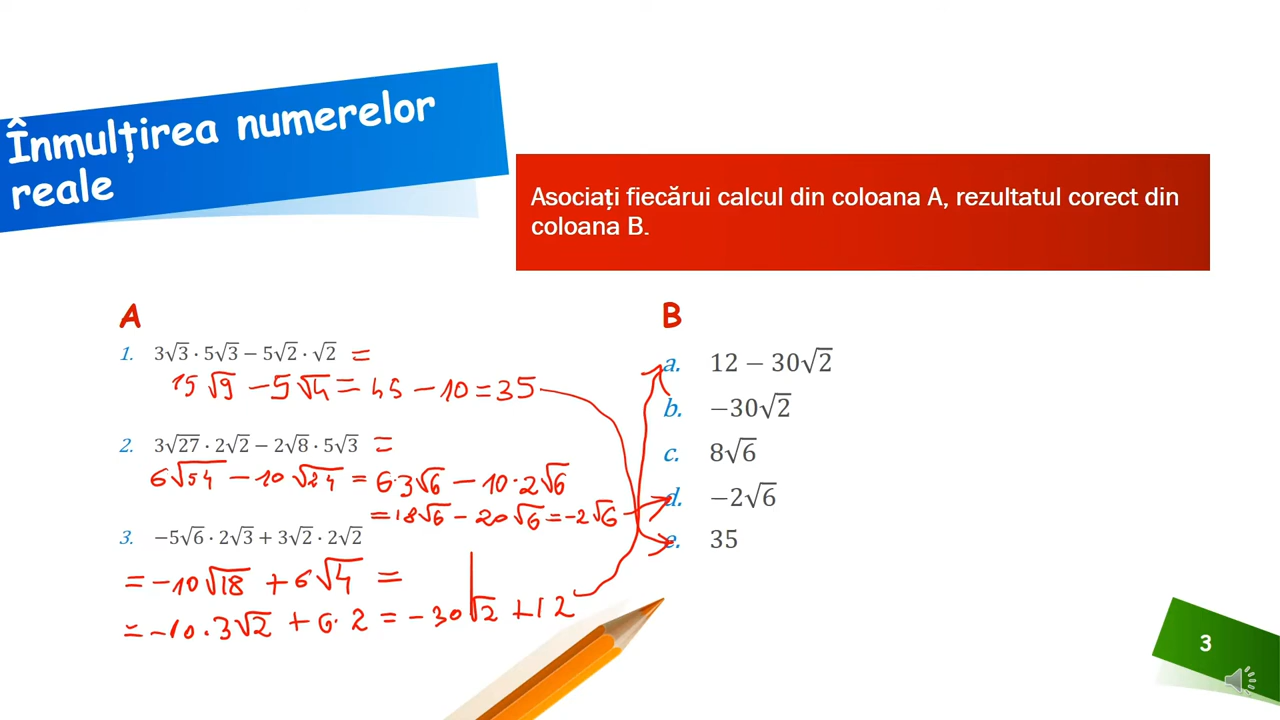 Înmulțirea numerelor
reale
Asociați fiecărui calcul din coloana A, rezultatul corect din
coloana B.
A
1. 3√3 · 5√3 − 5√2 · √2 =
15√9 − 5√4 = 45 − 10 = 35
2. 3√27 · 2√2 − 2√8 · 5√3 =
6√54 − 10√24 = 6·3√6 − 10·2√6
= 18√6 − 20√6 = −2√6
3. −5√6 · 2√3 + 3√2 · 2√2
= −10√18 + 6√4 =
= −10·3√2 + 6·2 = −30√2 + 12
B
a. 12 − 30√2
b. −30√2
c. 8√6
d. −2√6
e. 35
3